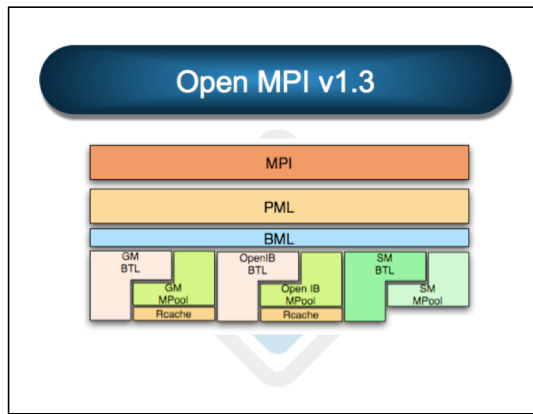 Open MPI v1.3
MPI
PML
BML
GM
BTL
GM
MPool
Rcache
OpenIB
BTL
Open IB
MPool
Rcache
SM
BTL
SM
MPool